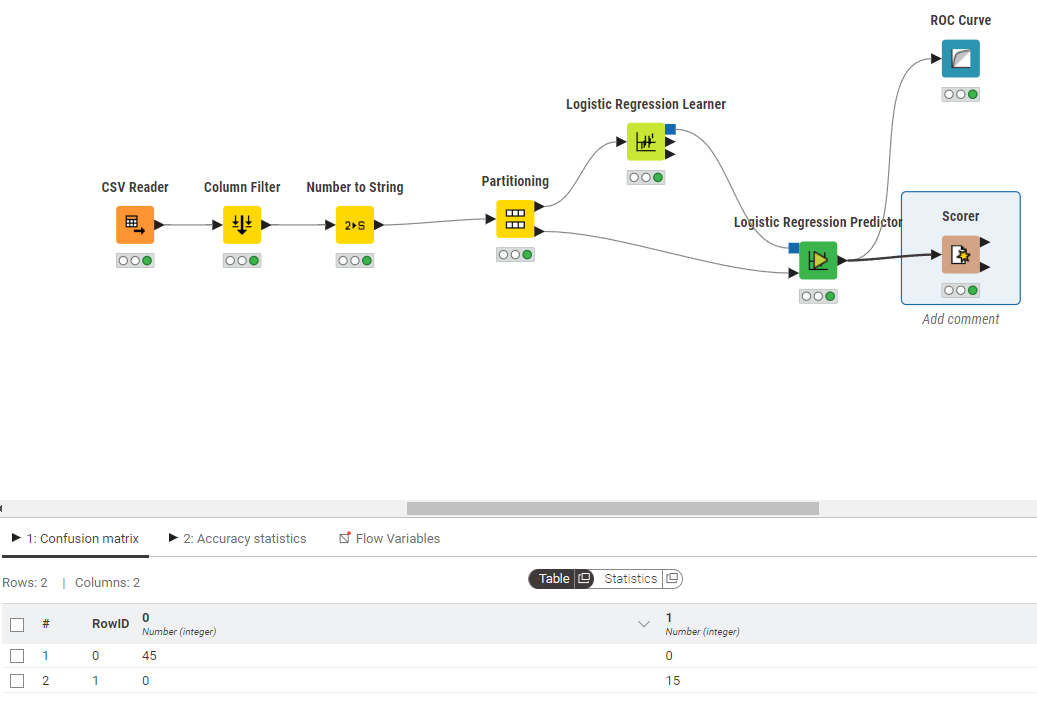 ROC Curve
Logistic Regression Learner
CSV Reader
Column Filter
Number to String
Partitioning
2 S
Logistic Regression Predictor
Scorer
Add comment
1: Confusion matrix
2: Accuracy statistics
Flow Variables
Rows: 2 | Columns: 2
Table
Statistics
# RowID 0 1
Number (integer) Number (integer)
1 0 45 0
2 1 0 15